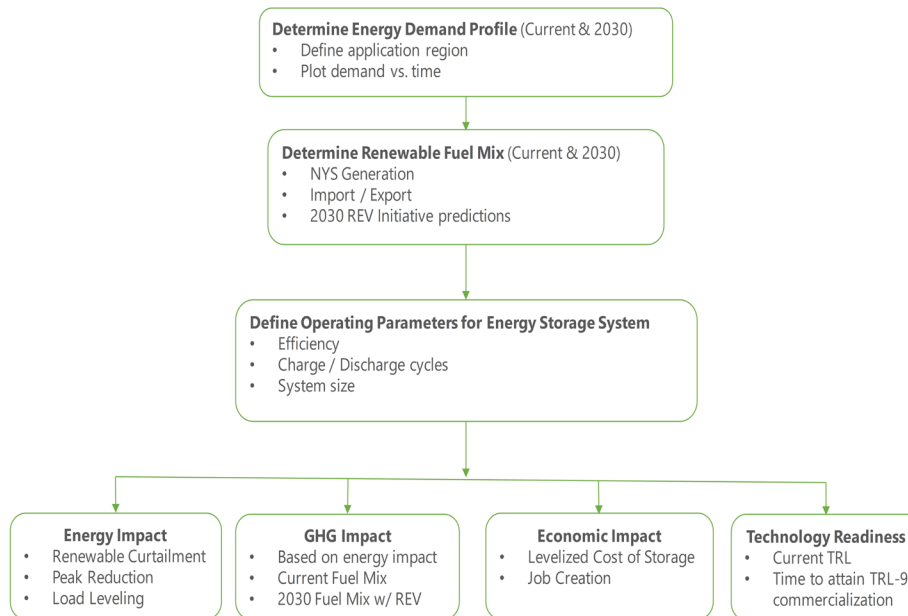 Determine Energy Demand Profile (Current & 2030)
• Define application region
• Plot demand vs. time
Determine Renewable Fuel Mix (Current & 2030)
• NYS Generation
• Import / Export
• 2030 REV Initiative predictions
Define Operating Parameters for Energy Storage System
• Efficiency
• Charge / Discharge cycles
• System size
Energy Impact
• Renewable Curtailment
• Peak Reduction
• Load Leveling
GHG Impact
• Based on energy impact
• Current Fuel Mix
• 2030 Fuel Mix w/ REV
Economic Impact
• Levelized Cost of Storage
• Job Creation
Technology Readiness
• Current TRL
• Time to attain TRL-9
commercialization